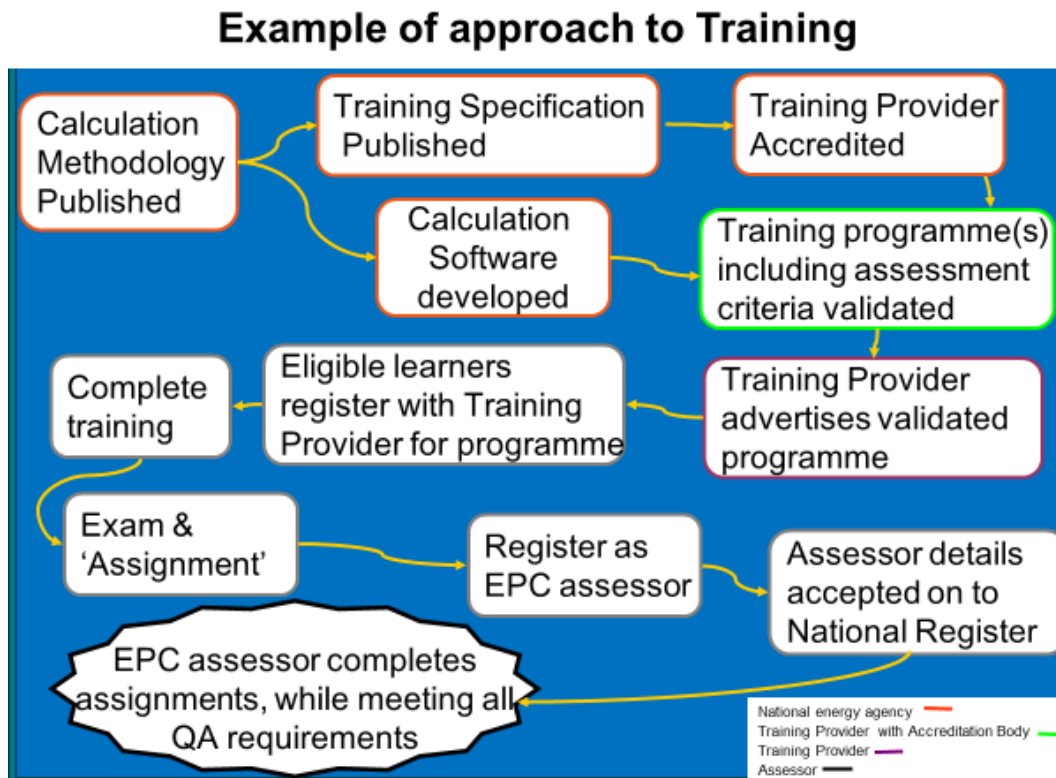 Example of approach to Training
Calculation
Methodology
Published
Training Specification
Published
Training Provider
Accredited
Calculation
Software
developed
Training programme(s)
including assessment
criteria validated
Complete
training
Eligible learners
register with Training
Provider for programme
Training Provider
advertises validated
programme
Exam &
‘Assignment’
Register as
EPC assessor
Assessor details
accepted on to
National Register
EPC assessor completes
assignments, while meeting all
QA requirements
National energy agency
Training Provider with Accreditation Body
Training Provider
Assessor